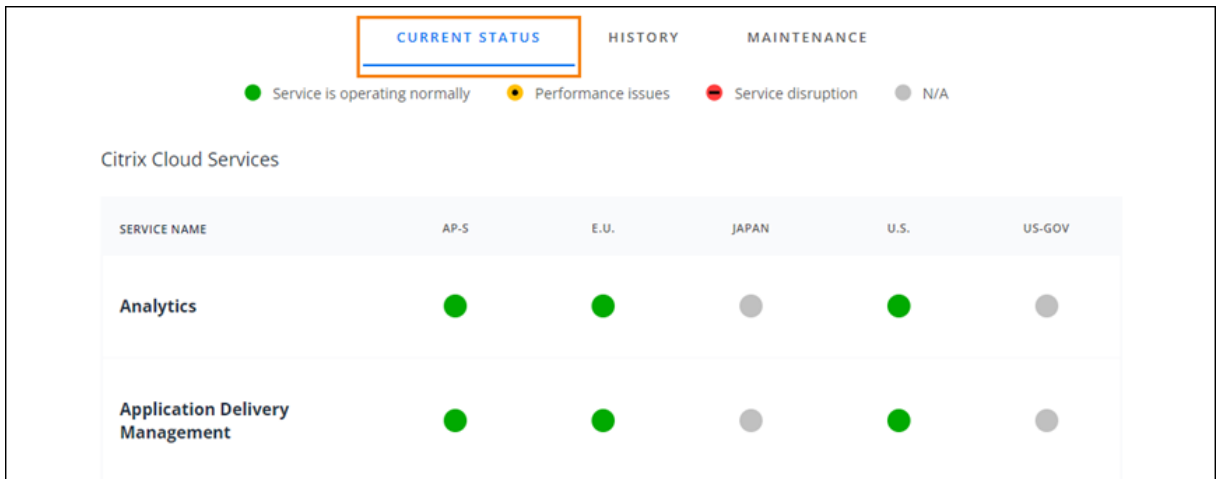 CURRENT STATUS HISTORY MAINTENANCE
Service is operating normally Performance issues Service disruption N/A
Citrix Cloud Services
SERVICE NAME AP-S E.U. JAPAN U.S. US-GOV
Analytics
Application Delivery
Management